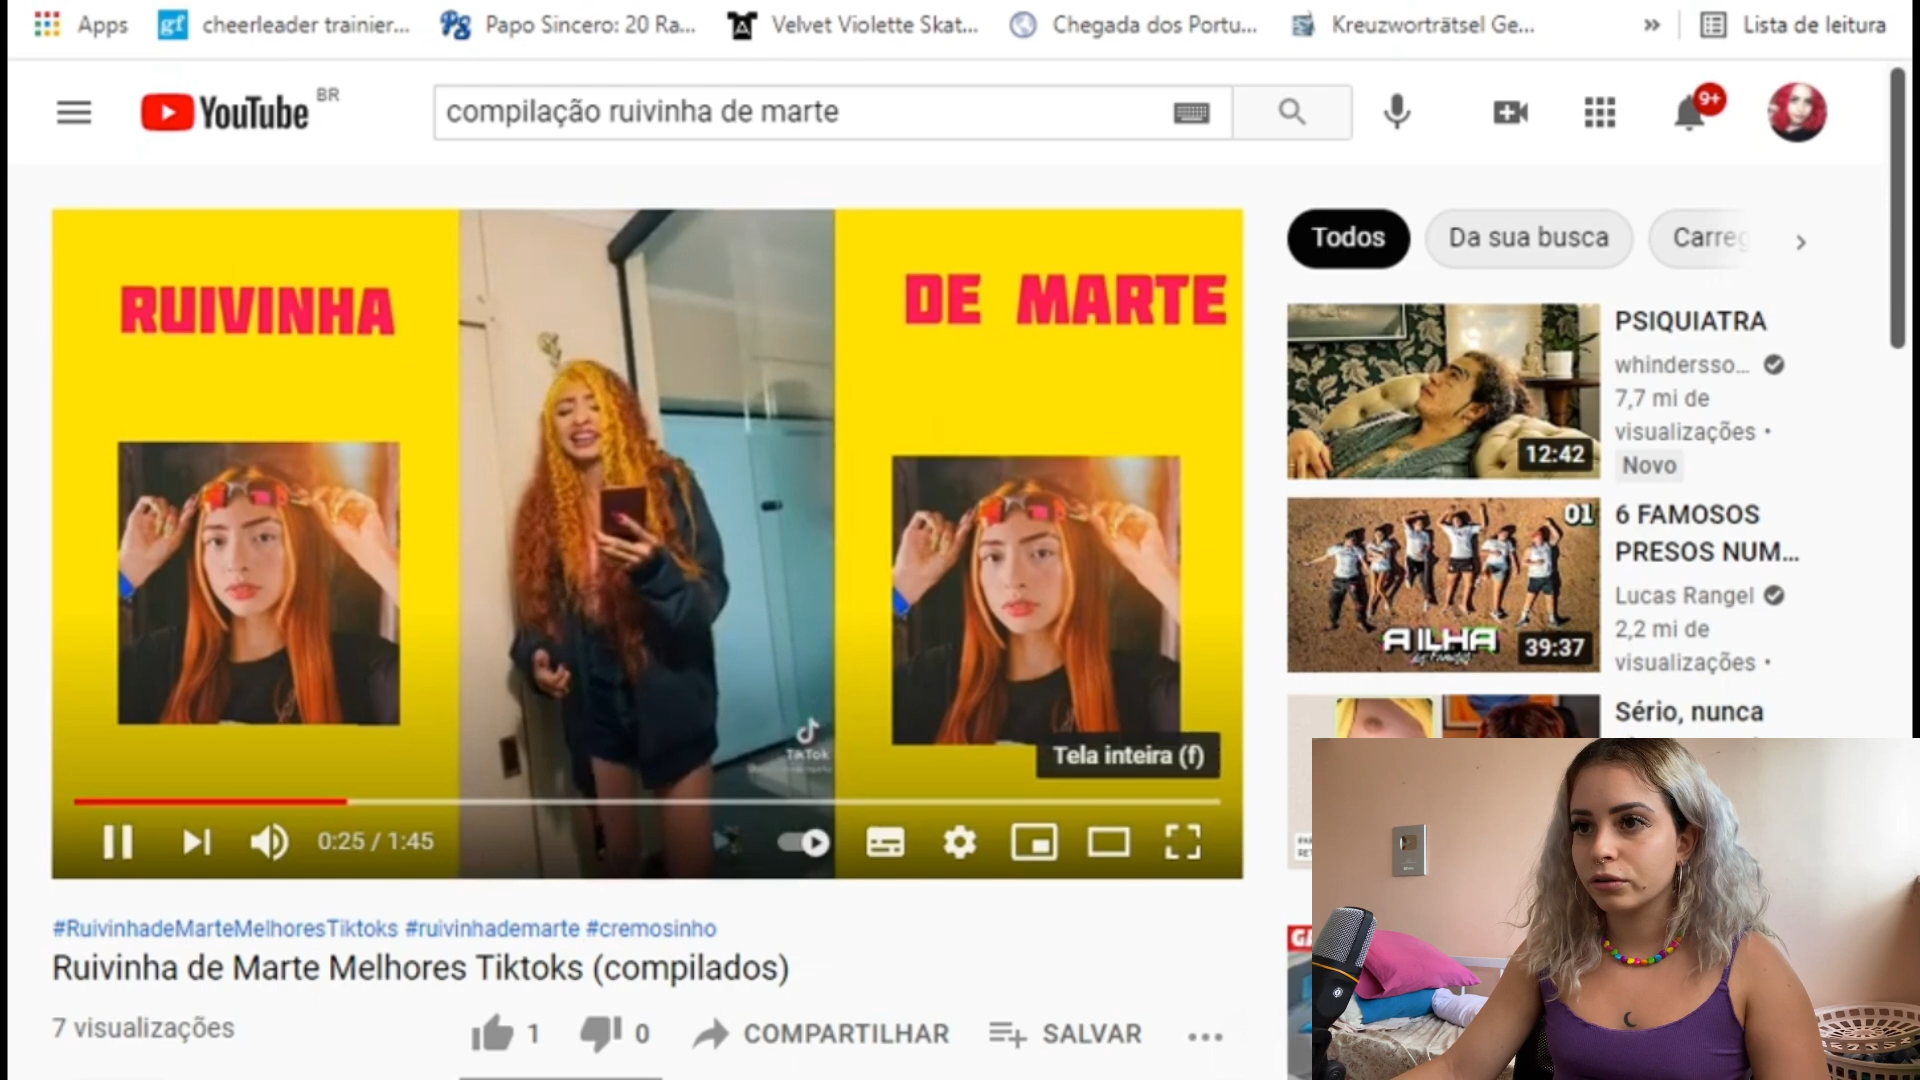 Apps
cheerleader trainier...
Papo Sincero: 20 Ra...
Velvet Violette Skat...
Chegada dos Portu...
Kreuzworträtsel Ge...
»
Lista de leitura
YouTube BR
compilação ruivinha de marte
9+
RUIVINHA
DE MARTE
TikTok
Tela inteira (f)
0:25 / 1:45
#RuivinhadeMarteMelhoresTiktoks #ruivinhademarte #cremosinho
Ruivinha de Marte Melhores Tiktoks (compilados)
7 visualizações
1
0
COMPARTILHAR
SALVAR
Todos
Da sua busca
Carreg
12:42
PSIQUIATRA
whindersso...
7,7 mi de
visualizações •
Novo
01
A ILHA
39:37
6 FAMOSOS
PRESOS NUM...
Lucas Rangel
2,2 mi de
visualizações •
Sério, nunca